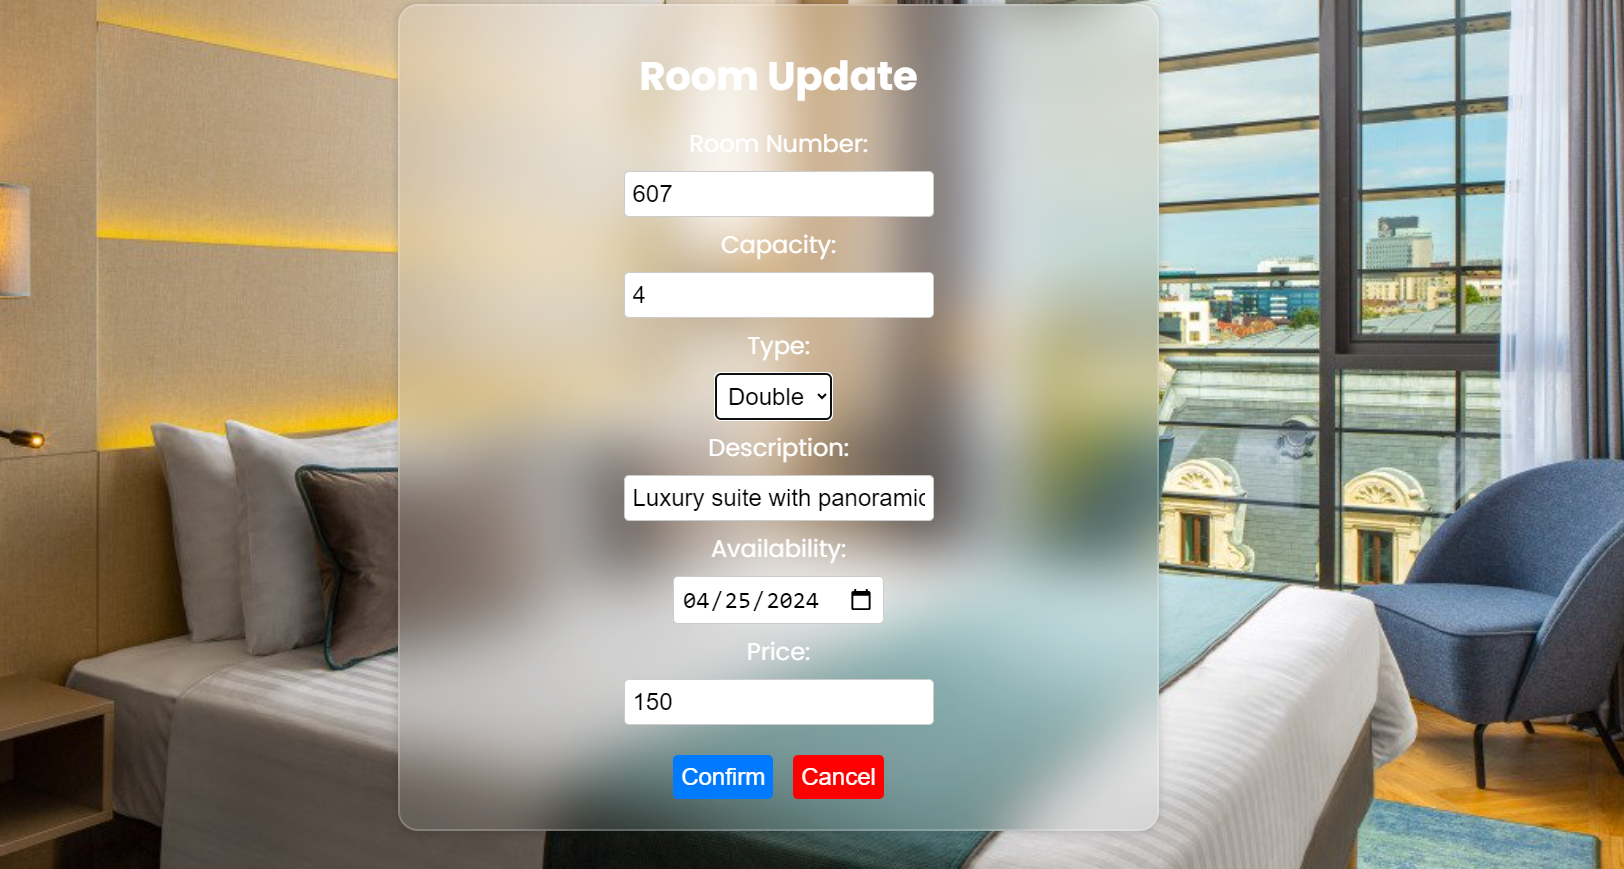 Room Update
Room Number:
607
Capacity:
4
Type:
Double
Description:
Luxury suite with panoramic
Availability:
04/25/2024
Price:
150
Confirm Cancel